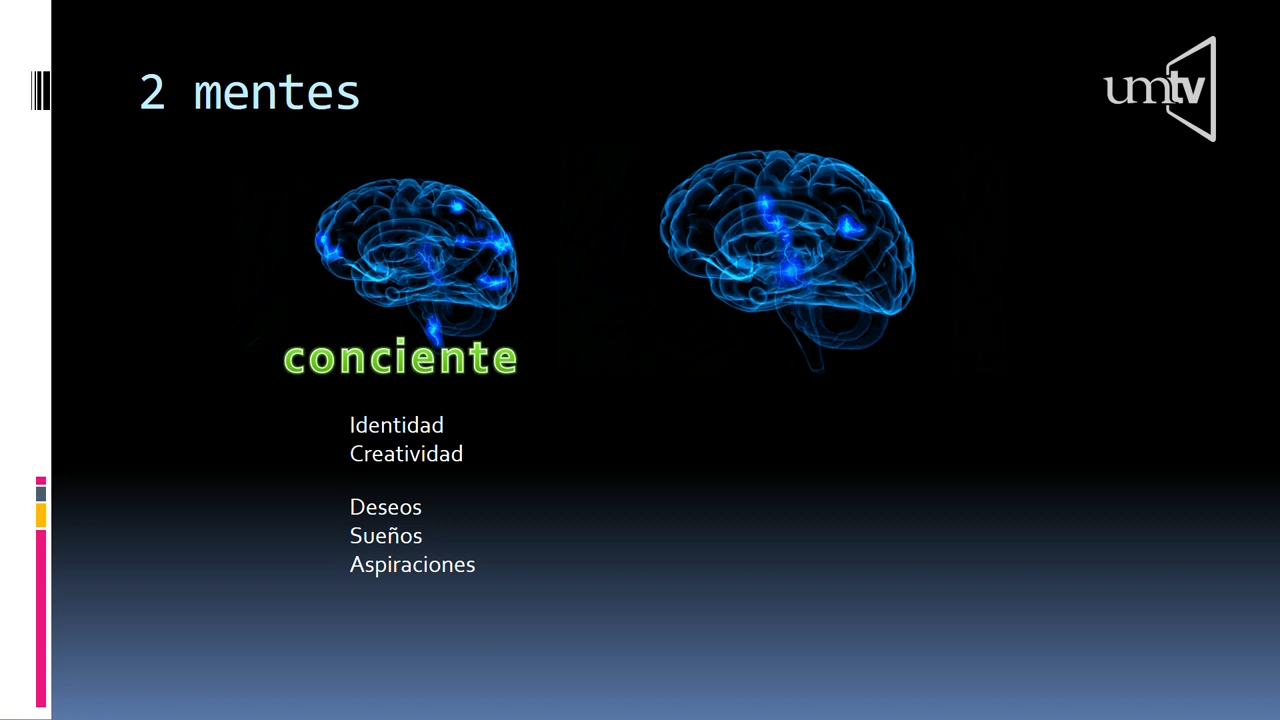 2 mentes
umtv
conciente
Identidad
Creatividad
Deseos
Sueños
Aspiraciones